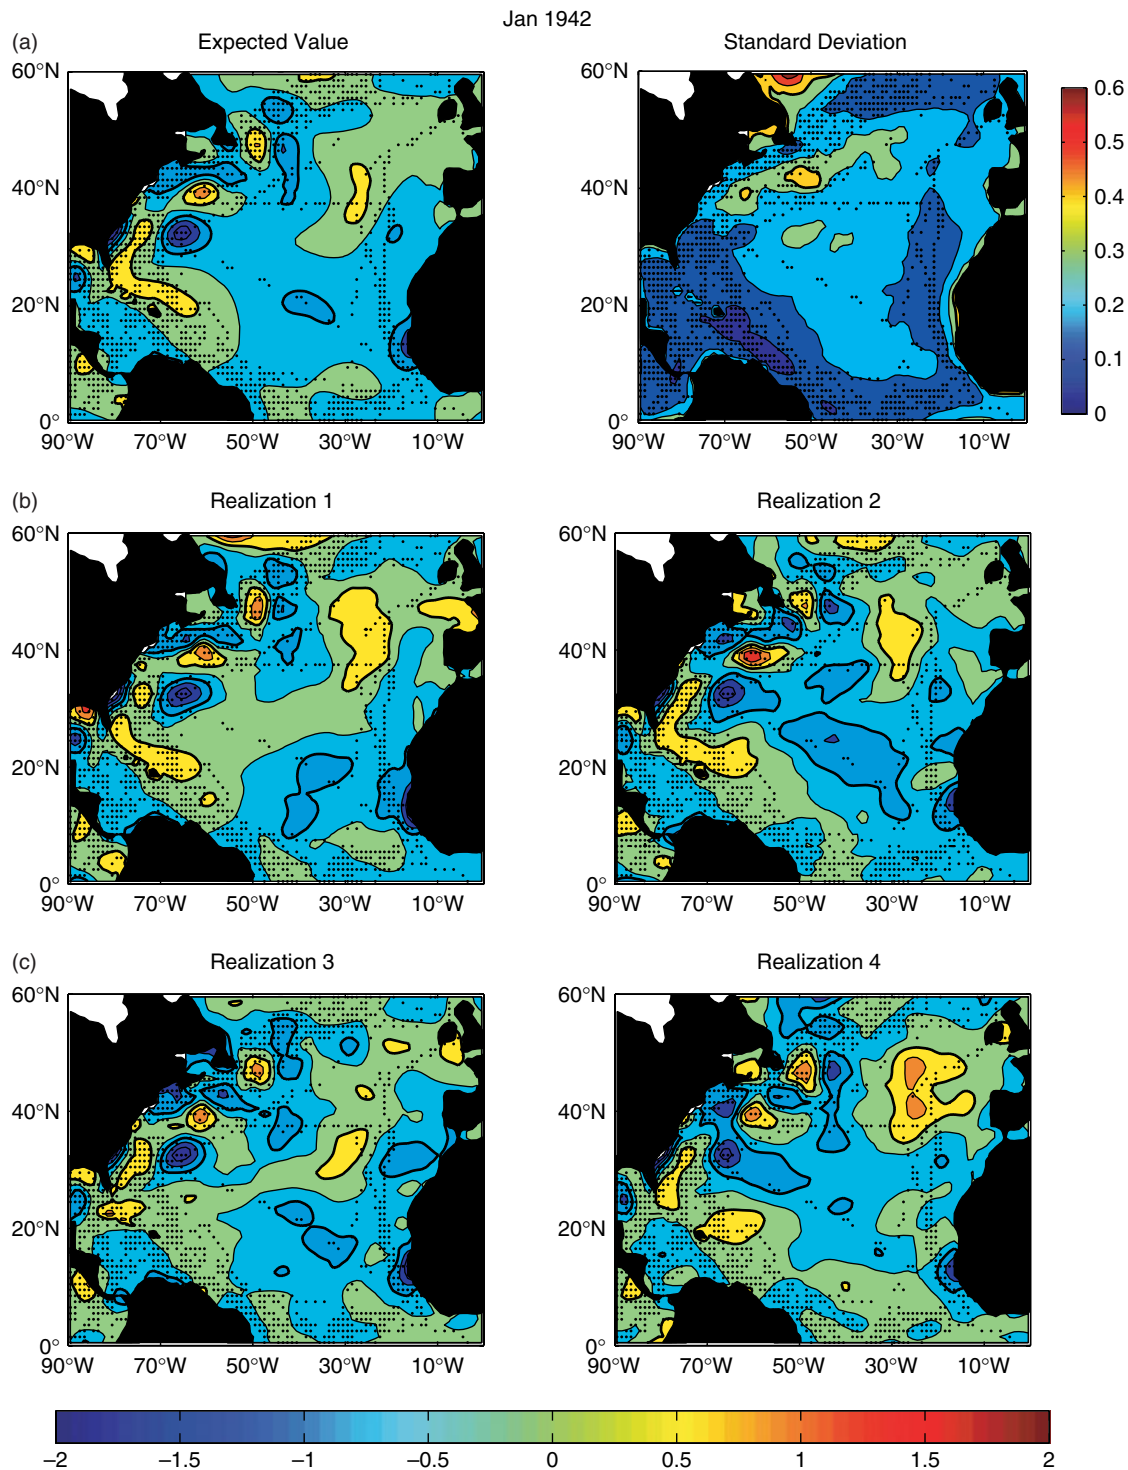 Jan 1942
(a) Expected Value Standard Deviation
60°N
40°N
20°N
0°
90°W 70°W 50°W 30°W 10°W
60°N
40°N
20°N
0°
90°W 70°W 50°W 30°W 10°W
0.6
0.5
0.4
0.3
0.2
0.1
0
(b) Realization 1 Realization 2
60°N
40°N
20°N
0°
90°W 70°W 50°W 30°W 10°W
60°N
40°N
20°N
0°
90°W 70°W 50°W 30°W 10°W
(c) Realization 3 Realization 4
60°N
40°N
20°N
0°
90°W 70°W 50°W 30°W 10°W
60°N
40°N
20°N
0°
90°W 70°W 50°W 30°W 10°W
−2 −1.5 −1 −0.5 0 0.5 1 1.5 2